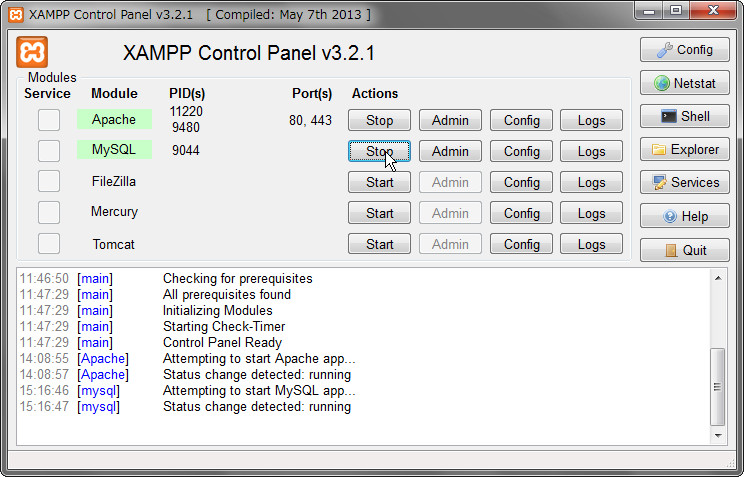 XAMPP Control Panel v3.2.1 [ Compiled: May 7th 2013 ]
XAMPP Control Panel v3.2.1
Config
Modules
Service Module PID(s) Port(s) Actions
Netstat
Apache 11220 9480 80, 443 Stop Admin Config Logs
Shell
MySQL 9044 Stop Admin Config Logs
Explorer
FileZilla Start Admin Config Logs
Services
Mercury Start Admin Config Logs
Help
Tomcat Start Admin Config Logs
Quit
11:46:50 [main] Checking for prerequisites
11:47:29 [main] All prerequisites found
11:47:29 [main] Initializing Modules
11:47:29 [main] Starting Check-Timer
11:47:29 [main] Control Panel Ready
14:08:55 [Apache] Attempting to start Apache app...
14:08:57 [Apache] Status change detected: running
15:16:46 [mysql] Attempting to start MySQL app...
15:16:47 [mysql] Status change detected: running